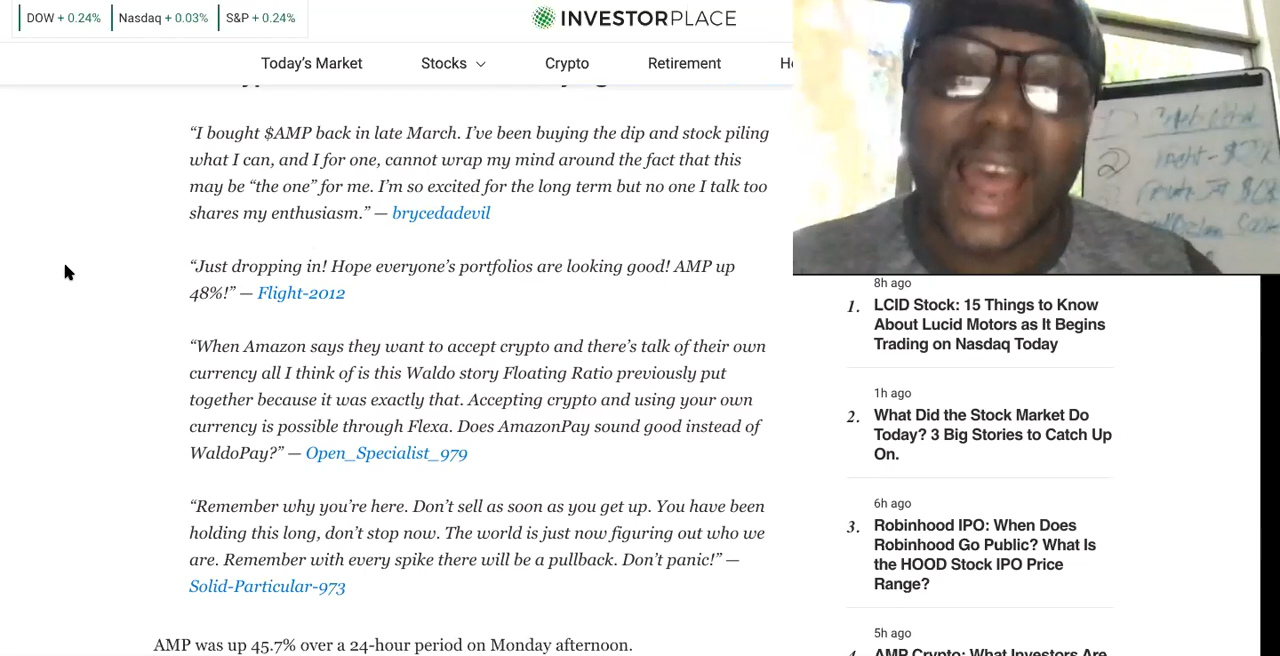 DOW + 0.24%
Nasdaq + 0.03%
S&P + 0.24%
INVESTORPLACE
Today's Market
Stocks
Crypto
Retirement
“I bought $AMP back in late March. I’ve been buying the dip and stock piling
what I can, and I for one, cannot wrap my mind around the fact that this
may be “the one” for me. I’m so excited for the long term but no one I talk too
shares my enthusiasm.” — brycedadevil
“Just dropping in! Hope everyone’s portfolios are looking good! AMP up
48%!” — Flight-2012
“When Amazon says they want to accept crypto and there’s talk of their own
currency all I think of is this Waldo story Floating Ratio previously put
together because it was exactly that. Accepting crypto and using your own
currency is possible through Flexa. Does AmazonPay sound good instead of
WaldoPay?” — Open_Specialist_979
“Remember why you’re here. Don’t sell as soon as you get up. You have been
holding this long, don’t stop now. The world is just now figuring out who we
are. Remember with every spike there will be a pullback. Don’t panic!” —
Solid-Particular-973
AMP was up 45.7% over a 24-hour period on Monday afternoon.
8h ago
1. LCID Stock: 15 Things to Know
About Lucid Motors as It Begins
Trading on Nasdaq Today
1h ago
2. What Did the Stock Market Do
Today? 3 Big Stories to Catch Up
On.
6h ago
3. Robinhood IPO: When Does
Robinhood Go Public? What Is
the HOOD Stock IPO Price
Range?
5h ago
AMP Crypto: What Investors Are